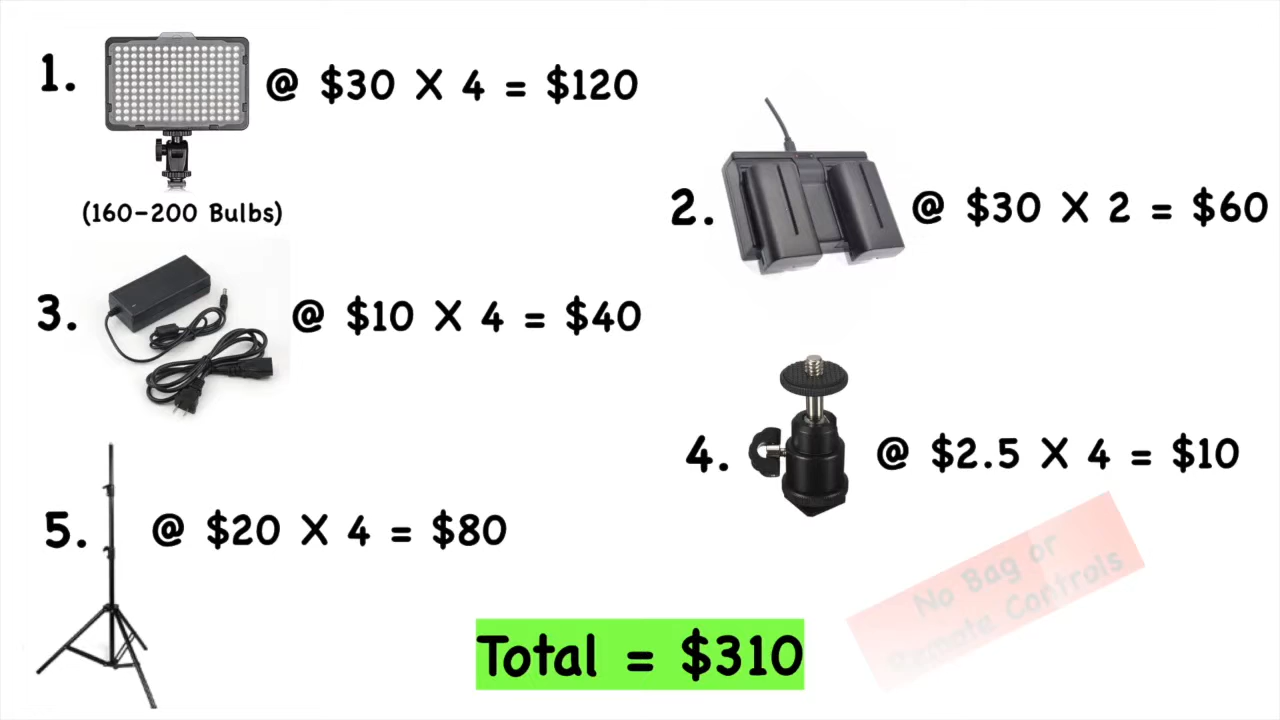 1. @ $30 X 4 = $120
(160-200 Bulbs)
2. @ $30 X 2 = $60
3. @ $10 X 4 = $40
4. @ $2.5 X 4 = $10
5. @ $20 X 4 = $80
No Bag or
Remote Controls
Total = $310